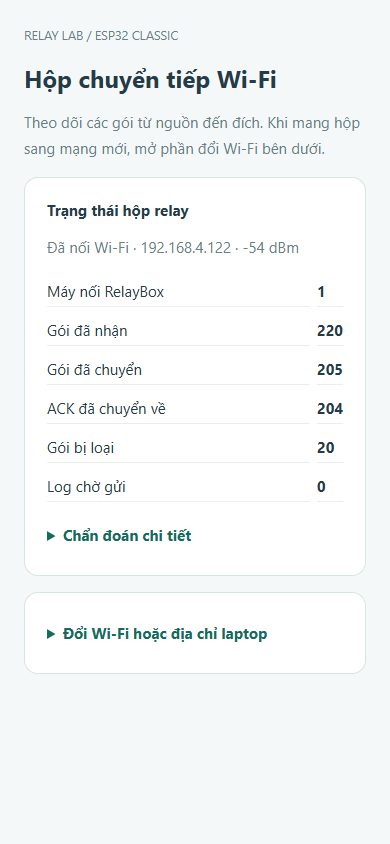 RELAY LAB / ESP32 CLASSIC
Hộp chuyển tiếp Wi-Fi
Theo dõi các gói từ nguồn đến đích. Khi mang hộp
sang mạng mới, mở phần đổi Wi-Fi bên dưới.
Trạng thái hộp relay
Đã nối Wi-Fi · 192.168.4.122 · -54 dBm
Máy nối RelayBox 1
Gói đã nhận 220
Gói đã chuyển 205
ACK đã chuyển về 204
Gói bị loại 20
Log chờ gửi 0
Chẩn đoán chi tiết
Đổi Wi-Fi hoặc địa chỉ laptop